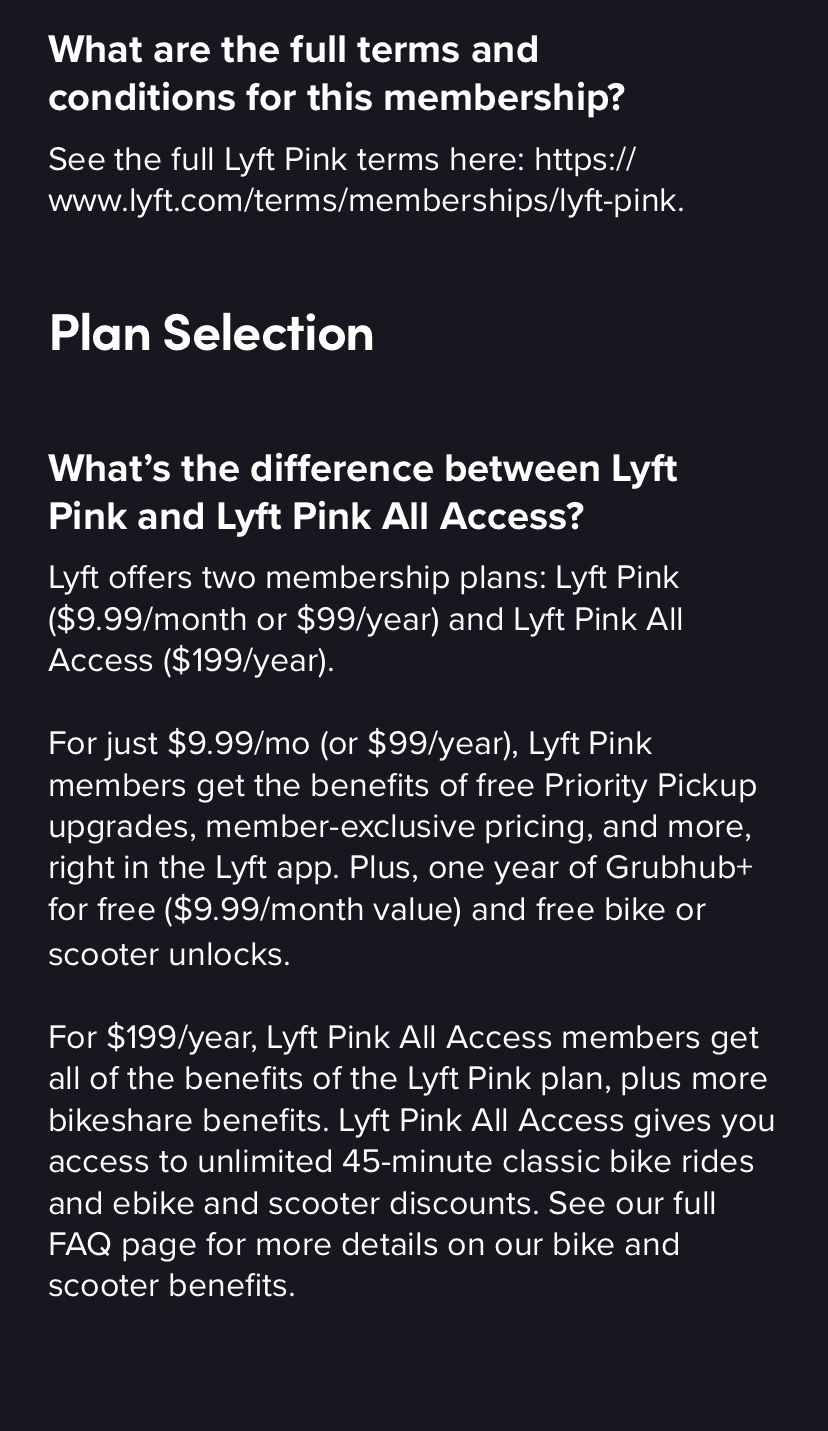 What are the full terms and
conditions for this membership?
See the full Lyft Pink terms here: https://
www.lyft.com/terms/memberships/lyft-pink.
Plan Selection
What’s the difference between Lyft
Pink and Lyft Pink All Access?
Lyft offers two membership plans: Lyft Pink
($9.99/month or $99/year) and Lyft Pink All
Access ($199/year).
For just $9.99/mo (or $99/year), Lyft Pink
members get the benefits of free Priority Pickup
upgrades, member-exclusive pricing, and more,
right in the Lyft app. Plus, one year of Grubhub+
for free ($9.99/month value) and free bike or
scooter unlocks.
For $199/year, Lyft Pink All Access members get
all of the benefits of the Lyft Pink plan, plus more
bikeshare benefits. Lyft Pink All Access gives you
access to unlimited 45-minute classic bike rides
and ebike and scooter discounts. See our full
FAQ page for more details on our bike and
scooter benefits.